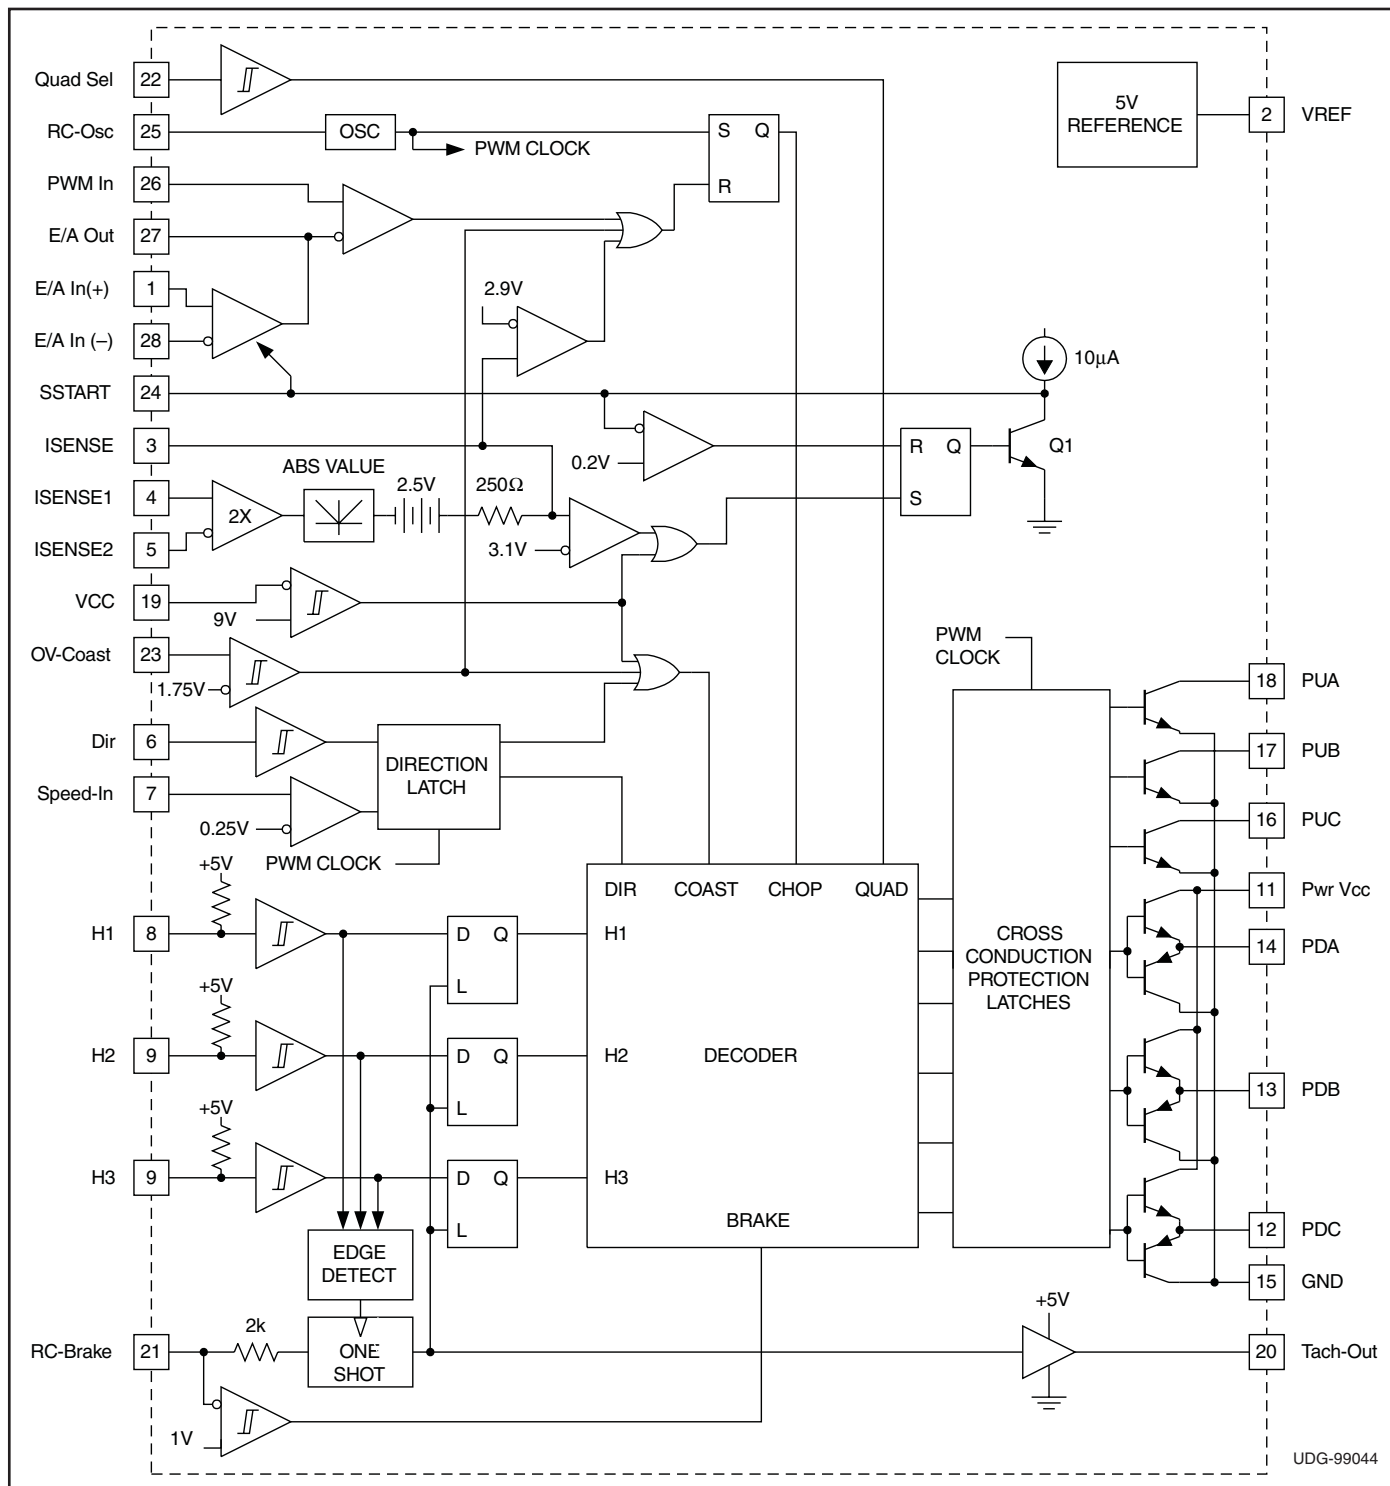 Quad Sel 22
5V
REFERENCE
2 VREF
RC-Osc 25 OSC
PWM CLOCK
S Q
R
PWM In 26
E/A Out 27
E/A In(+) 1
2.9V
E/A In (–) 28
10µA
SSTART 24
ISENSE 3
0.2V
R Q
S
Q1
ABS VALUE
ISENSE1 4
2X
2.5V
250Ω
ISENSE2 5
3.1V
VCC 19
9V
OV-Coast 23
1.75V
PWM
CLOCK
18 PUA
Dir 6
DIRECTION
LATCH
17 PUB
Speed-In 7
0.25V
16 PUC
PWM CLOCK
+5V
DIR COAST CHOP QUAD
11 Pwr Vcc
H1 8
D Q
L
H1
CROSS
CONDUCTION
PROTECTION
LATCHES
14 PDA
+5V
H2 9
D Q
L
H2
DECODER
13 PDB
+5V
H3 9
D Q
L
H3
BRAKE
12 PDC
EDGE
DETECT
15 GND
+5V
RC-Brake 21
2k
ONE
SHOT
20 Tach-Out
1V
UDG-99044